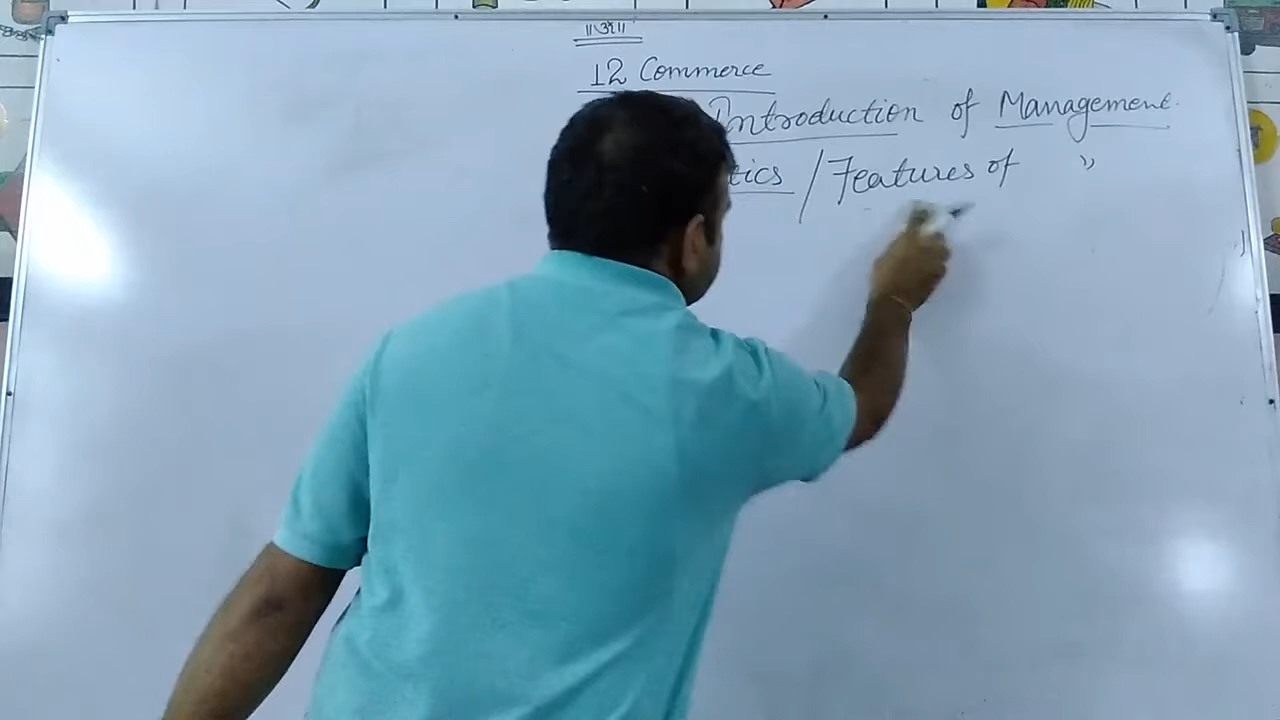 ॥ॐ॥
12 Commerce
Introduction of Management.
tics / Features of "